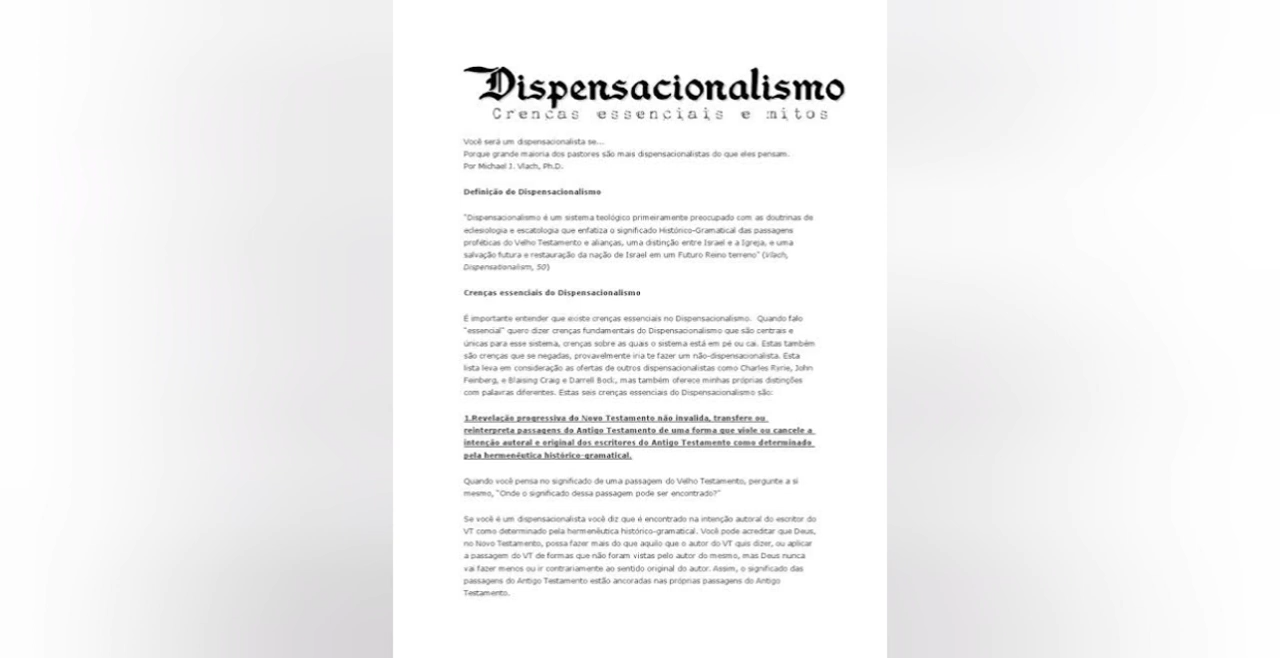 Dispensacionalismo
Crencas essenciais e mitos
Você será um dispensacionalista se...
Porque grande maioria dos pastores são mais dispensacionalistas do que eles pensam.
Por Michael J. Vlach, Ph.D.
Definição de Dispensacionalismo
"Dispensacionalismo é um sistema teológico primeiramente preocupado com as doutrinas de
eclesiologia e escatologia que enfatiza o significado Histórico-Gramatical das passagens
proféticas do Velho Testamento e alianças, uma distinção entre Israel e a Igreja, e uma
salvação futura e restauração da nação de Israel em um Futuro Reino terreno" (Vlach,
Dispensationalism, 50)
Crenças essenciais do Dispensacionalismo
É importante entender que existe crenças essenciais no Dispensacionalismo. Quando falo
"essencial" quero dizer crenças fundamentais do Dispensacionalismo que são centrais e
únicas para esse sistema, crenças sobre as quais o sistema está em pé ou cai. Estas também
são crenças que se negadas, provavelmente iria te fazer um não-dispensacionalista. Esta
lista leva em consideração as ofertas de outros dispensacionalistas como Charles Ryrie, John
Feinberg, e Blaising Craig e Darrell Bock, mas também oferece minhas próprias distinções
com palavras diferentes. Estas seis crenças essenciais do Dispensacionalismo são:
1.Revelação progressiva do Novo Testamento não invalida, transfere ou
reinterpreta passagens do Antigo Testamento de uma forma que viole ou cancele a
intenção autoral e original dos escritores do Antigo Testamento como determinado
pela hermenêutica histórico-gramatical.
Quando você pensa no significado de uma passagem do Velho Testamento, pergunte a si
mesmo, "Onde o significado dessa passagem pode ser encontrado?"
Se você é um dispensacionalista você diz que é encontrado na intenção autoral do escritor do
VT como determinado pela hermenêutica histórico-gramatical. Você pode acreditar que Deus,
no Novo Testamento, possa fazer mais do que aquilo que o autor do VT quis dizer, ou aplicar
a passagem do VT de formas que não foram vistas pelo autor do mesmo, mas Deus nunca
vai fazer menos ou ir contrariamente ao sentido original do autor. Assim, o significado das
passagens do Antigo Testamento estão ancoradas nas próprias passagens do Antigo
Testamento.